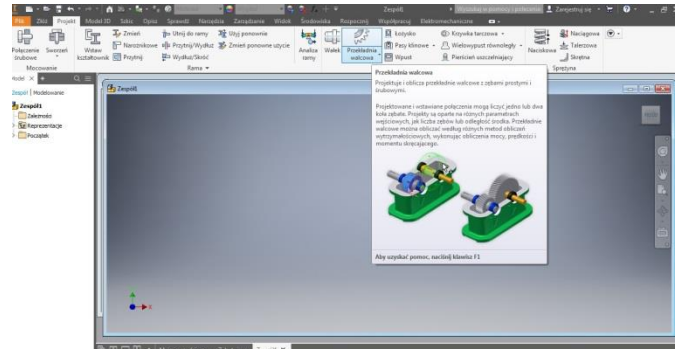 Zespół1
Zarejestruj się
Plik Złóż Projekt Model 3D Szkic Opisz Sprawdź Narzędzia Zarządzanie Widok Środowiska Rozpocznij Współpracuj Elektromechaniczne
Połączenie śrubowe
Sworzeń
Mocowanie
Wstaw kształtownik
Zmień
Utnij do ramy
Utnij ponownie
Narożnikowe
Przytnij/Wydłuż
Zmień ponowne użycie
Przytnij
Wydłuż/Skróć
Rama
Analiza ramy
Wałek
Przekładnia walcowa
Łożysko
Krzywka tarczowa
Pasy klinowe
Wielowypust równoległy
Wpust
Pierścień uszczelniający
Naciskowa
Naciągowa
Talerzowa
Skrętna
Sprężyna
Model
Zespół
Modelowanie
Zespół1
Zależności
Reprezentacje
Początek
Zespół1
Przekładnia walcowa
Projektuje i oblicza przekładnie walcowe z zębami prostymi i
śrubowymi.
Projektowane i wstawiane połączenia mogą liczyć jedno lub dwa
koła zębate. Projekty są oparte na różnych parametrach
wejściowych, jak liczba zębów lub odległość środka. Przekładnie
walcowe można obliczać według różnych metod obliczeń
wytrzymałościowych, wykonując obliczenia mocy, prędkości i
momentu skręcającego.
Aby uzyskać pomoc, naciśnij klawisz F1